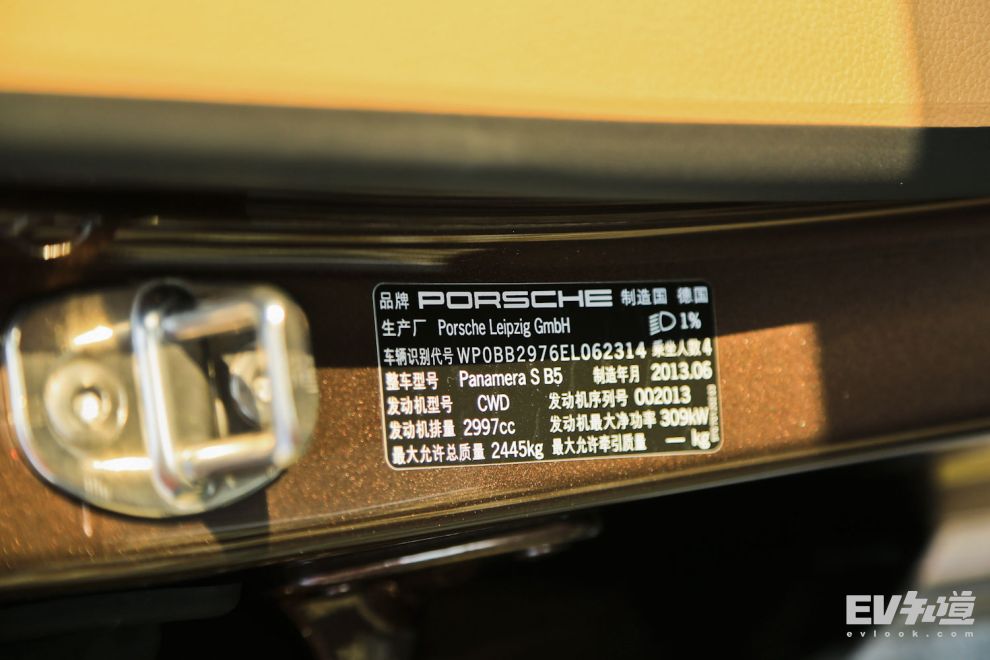 品牌 PORSCHE 制造国 德国
生产厂 Porsche Leipzig GmbH 1%
车辆识别代号 WP0BB2976EL062314 乘坐人数 4
整车型号 Panamera S B5 制造年月 2013.06
发动机型号 CWD 发动机序列号 002013
发动机排量 2997cc 发动机最大净功率 309kW
最大允许总质量 2445kg 最大允许牵引质量 — kg
EV知道
evlook.com